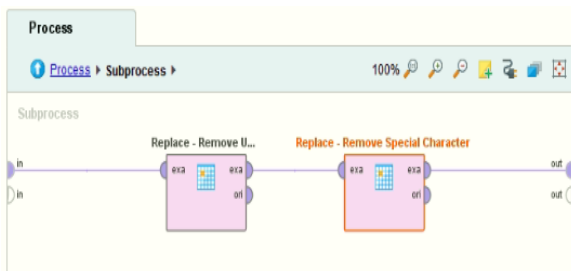 Process
Process ▸ Subprocess ▸
100%
Subprocess
Replace - Remove U...
Replace - Remove Special Character
in
exa
exa
exa
exa
out
in
ori
ori
out